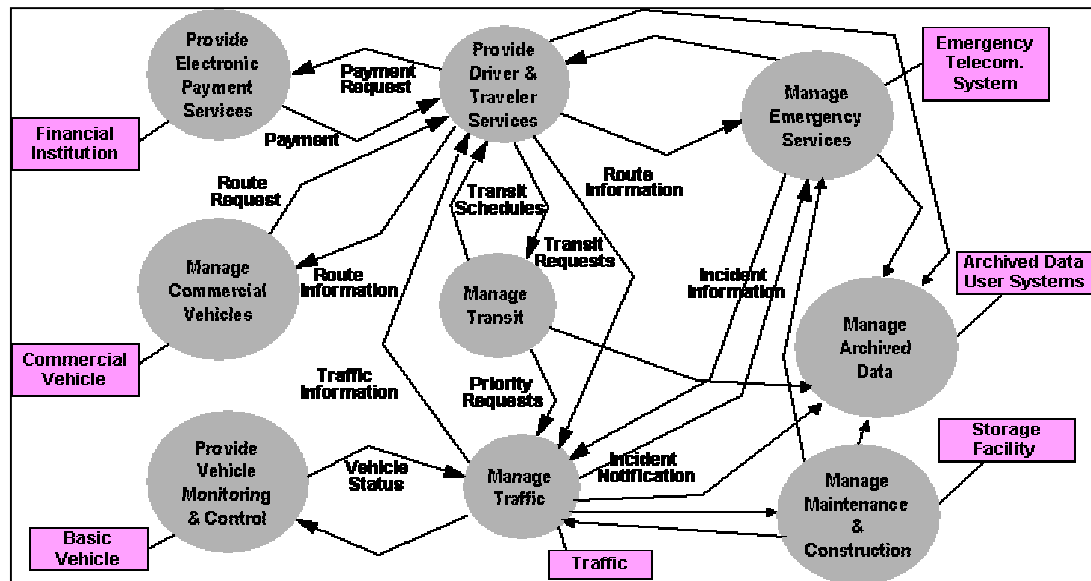 Provide
Electronic
Payment
Services
Payment
Request
Provide
Driver &
Traveler
Services
Manage
Emergency
Services
Emergency
Telecom.
System
Financial
Institution
Payment
Route
Request
Transit
Schedules
Route
Information
Manage
Commercial
Vehicles
Route
Information
Transit
Requests
Manage
Transit
Incident
Information
Archived Data
User Systems
Manage
Archived
Data
Commercial
Vehicle
Traffic
Information
Priority
Requests
Provide
Vehicle
Monitoring
& Control
Vehicle
Status
Manage
Traffic
Incident
Notification
Storage
Facility
Manage
Maintenance
&
Construction
Basic
Vehicle
Traffic